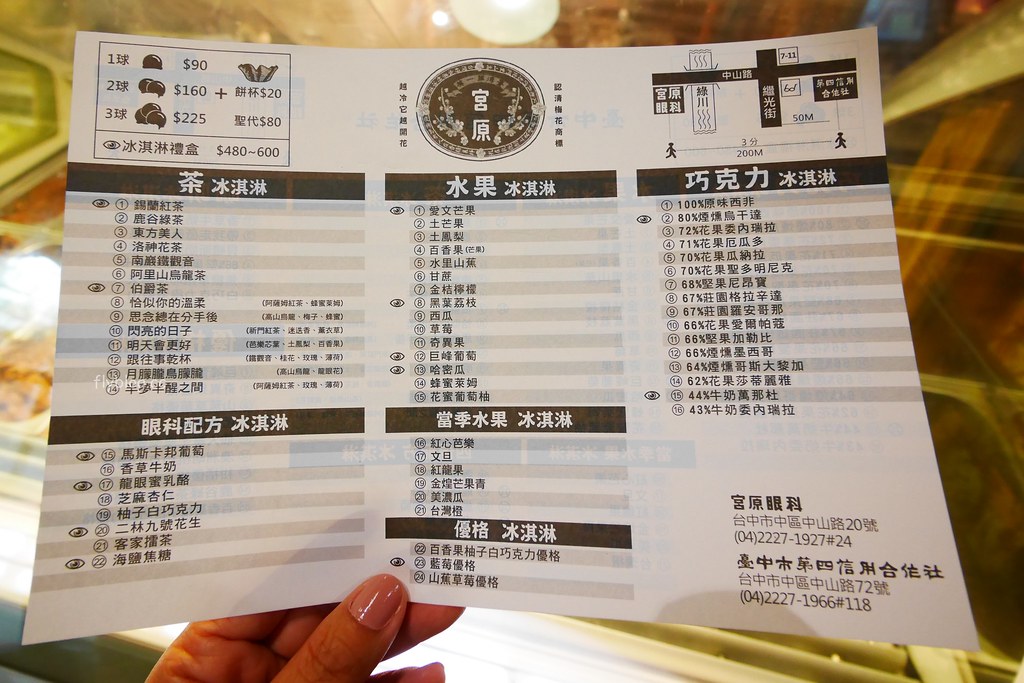 1球 $90
2球 $160 + 餅杯$20
3球 $225 聖代$80
冰淇淋禮盒 $480~600
越冷它越開花
宮原
認清梅花商標
7-11
中山路
宮原眼科
綠川
繼光街
第四信用合作社
50M
3分
200M
茶 冰淇淋
① 錫蘭紅茶
② 鹿谷綠茶
③ 東方美人
④ 洛神花茶
⑤ 南巖鐵觀音
⑥ 阿里山烏龍茶
⑦ 伯爵茶
⑧ 恰似你的溫柔 (阿薩姆紅茶、蜂蜜萊姆)
⑨ 思念總在分手後 (高山烏龍、梅子、蜂蜜)
⑩ 閃亮的日子 (祈門紅茶、迷迭香、薰衣草)
⑪ 明天會更好 (芭樂芯葉、土鳳梨、百香果)
⑫ 跟往事乾杯 (鐵觀音、桂花、玫瑰、薄荷)
⑬ 月朦朧鳥朦朧 (高山烏龍、龍眼花)
⑭ 半夢半醒之間 (阿薩姆紅茶、玫瑰、薄荷)
眼科配方 冰淇淋
⑮ 馬斯卡邦葡萄
⑯ 香草牛奶
⑰ 龍眼蜜乳酪
⑱ 芝麻杏仁
⑲ 柚子白巧克力
⑳ 二林九號花生
㉑ 客家擂茶
㉒ 海鹽焦糖
水果 冰淇淋
① 愛文芒果
② 土芒果
③ 土鳳梨
④ 百香果(芒果)
⑤ 水里山蕉
⑥ 甘蔗
⑦ 金桔檸檬
⑧ 黑葉荔枝
⑨ 西瓜
⑩ 草莓
⑪ 奇異果
⑫ 巨峰葡萄
⑬ 哈密瓜
⑭ 蜂蜜萊姆
⑮ 花蜜葡萄柚
當季水果 冰淇淋
⑯ 紅心芭樂
⑰ 文旦
⑱ 紅龍果
⑲ 金煌芒果青
⑳ 美濃瓜
㉑ 台灣橙
優格 冰淇淋
㉒ 百香果柚子白巧克力優格
㉓ 藍莓優格
㉔ 山蕉草莓優格
巧克力 冰淇淋
① 100%原味西非
② 80%煙燻烏干達
③ 72%花果委內瑞拉
④ 71%花果厄瓜多
⑤ 70%花果瓜納拉
⑥ 70%花果聖多明尼克
⑦ 68%堅果尼昂寶
⑧ 67%莊園格拉辛達
⑨ 67%莊園羅安哥那
⑩ 66%花果愛爾帕蔻
⑪ 66%堅果加勒比
⑫ 66%煙燻墨西哥
⑬ 64%煙燻哥斯大黎加
⑭ 62%花果莎蒂麗雅
⑮ 44%牛奶萬那杜
⑯ 43%牛奶委內瑞拉
宮原眼科
台中市中區中山路20號
(04)2227-1927#24
臺中市第四信用合作社
台中市中區中山路72號
(04)2227-1966#118